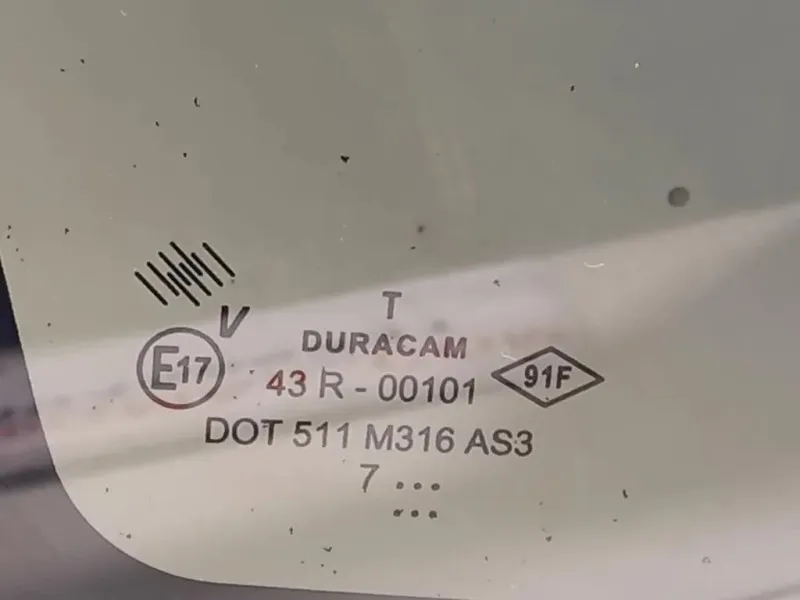 T
V
DURACAM
E17
43 R - 00101
91F
DOT 511 M316 AS3
7 ...
...